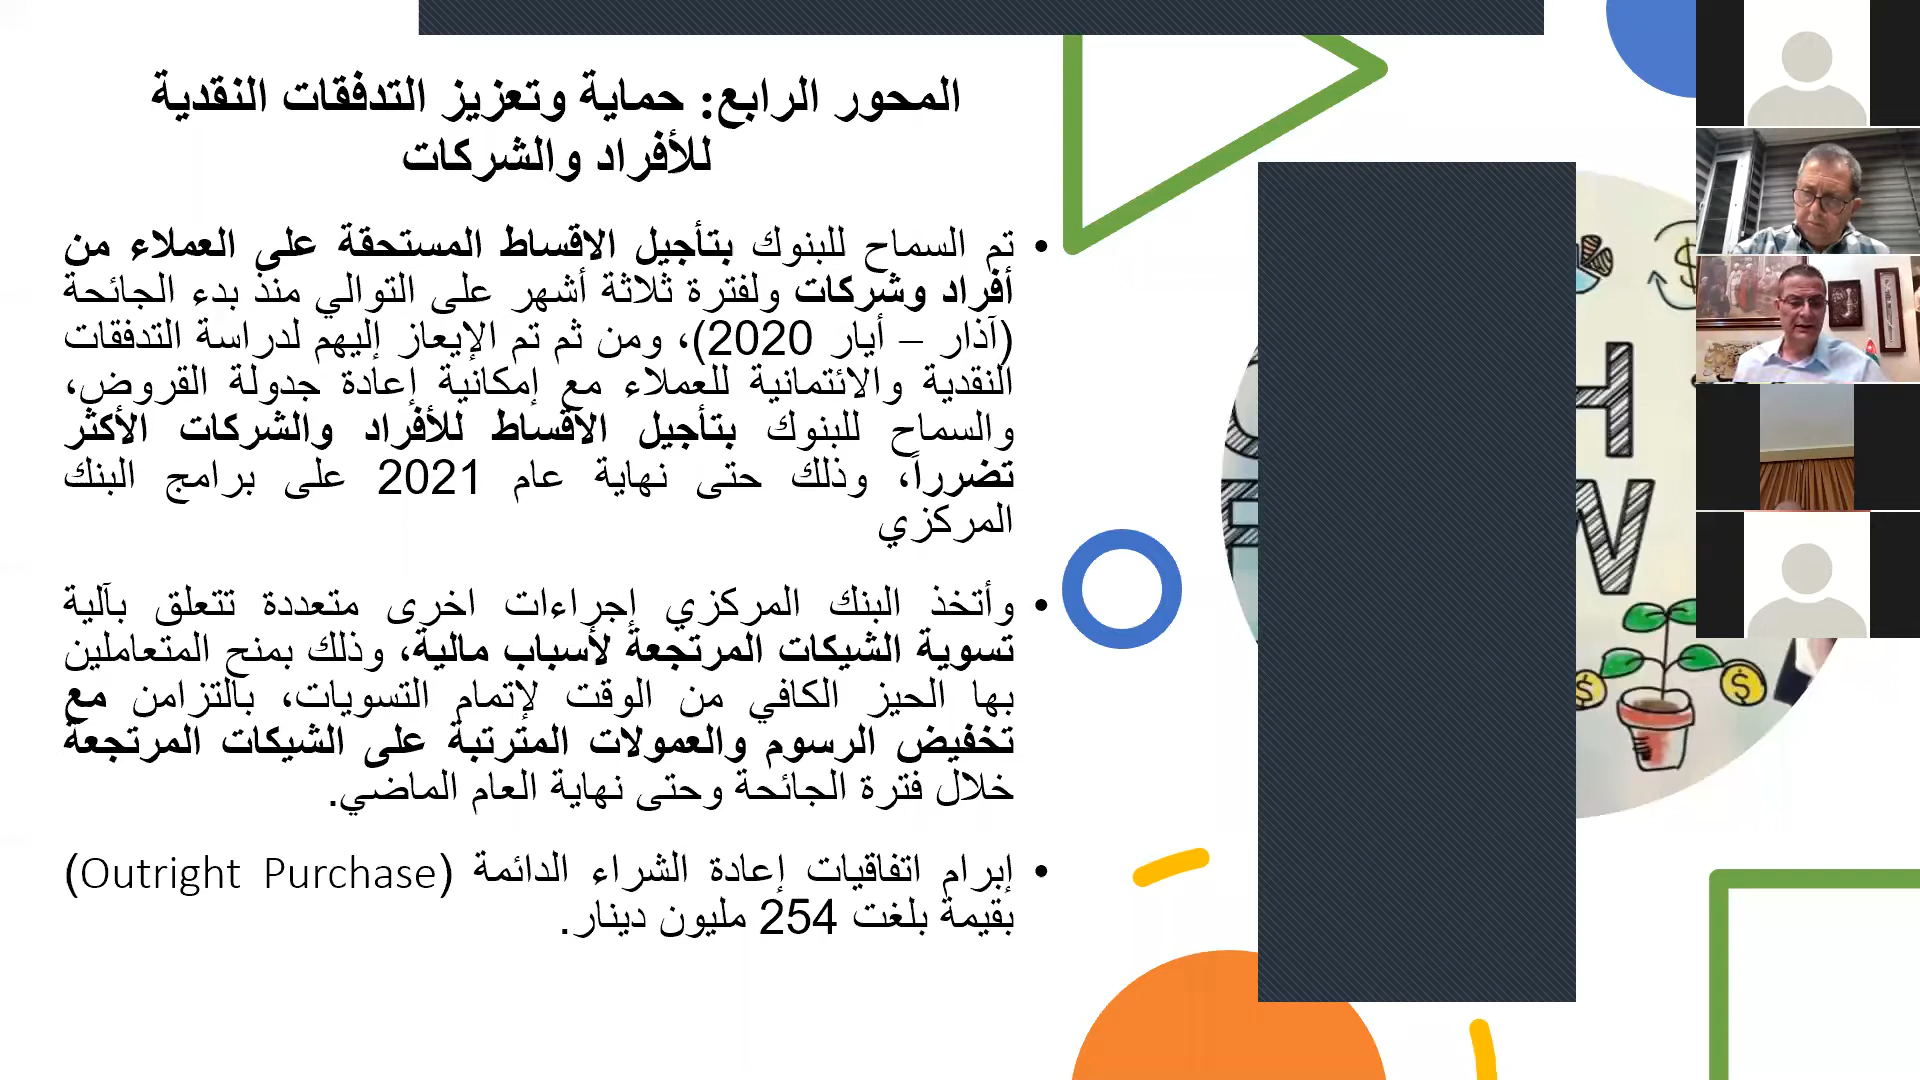 المحور الرابع: حماية وتعزيز التدفقات النقدية
للأفراد والشركات
• تم السماح للبنوك بتأجيل الاقساط المستحقة على العملاء من
أفراد وشركات ولفترة ثلاثة أشهر على التوالي منذ بدء الجائحة
(آذار – أيار 2020)، ومن ثم تم الإيعاز إليهم لدراسة التدفقات
النقدية والائتمانية للعملاء مع إمكانية إعادة جدولة القروض،
والسماح للبنوك بتأجيل الأقساط للأفراد والشركات الأكثر
تضرراً، وذلك حتى نهاية عام 2021 على برامج البنك
المركزي
• وأتخذ البنك المركزي إجراءات اخرى متعددة تتعلق بآلية
تسوية الشيكات المرتجعة لأسباب مالية، وذلك بمنح المتعاملين
بها الحيز الكافي من الوقت لإتمام التسويات، بالتزامن مع
تخفيض الرسوم والعمولات المترتبة على الشيكات المرتجعة
خلال فترة الجائحة وحتى نهاية العام الماضي.
• إبرام اتفاقيات إعادة الشراء الدائمة (Outright Purchase)
بقيمة بلغت 254 مليون دينار.
H
W